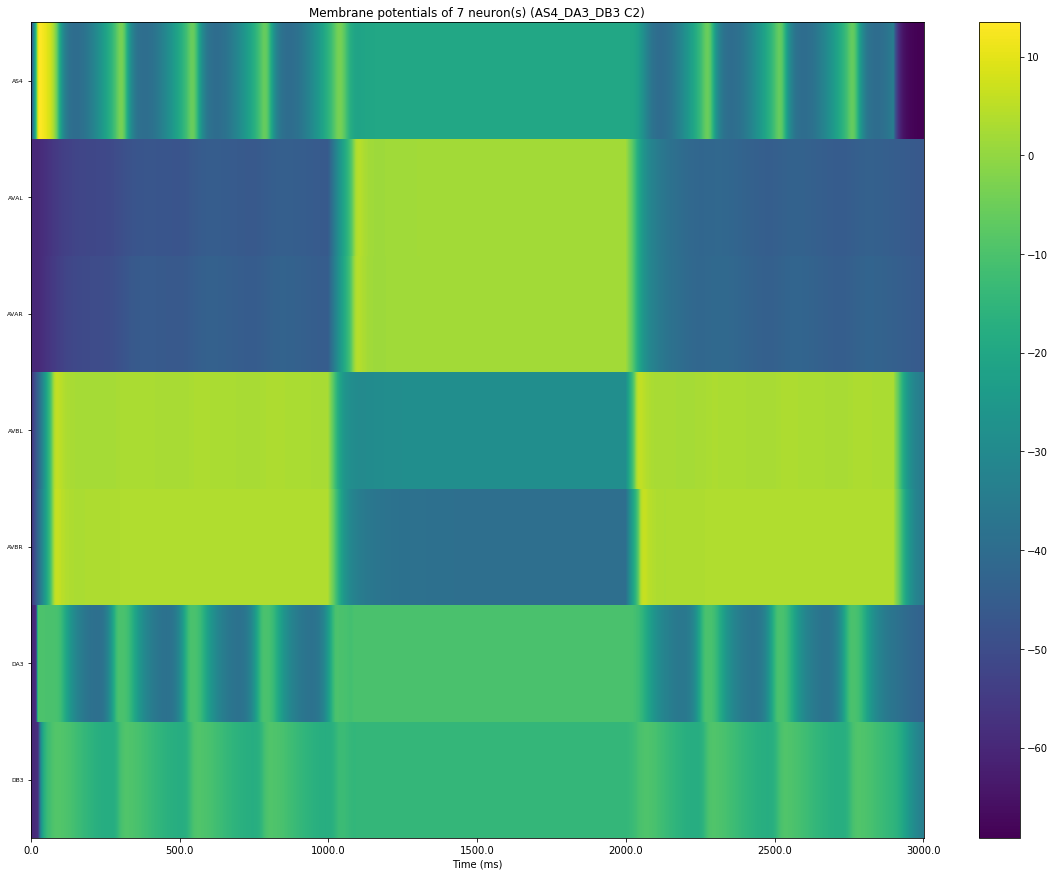 Membrane potentials of 7 neuron(s) (AS4_DA3_DB3 C2)
AS4
AVAL
AVAR
AVBL
AVBR
DA3
DB3
0.0 500.0 1000.0 1500.0 2000.0 2500.0 3000.0
Time (ms)
10
0
−10
−20
−30
−40
−50
−60